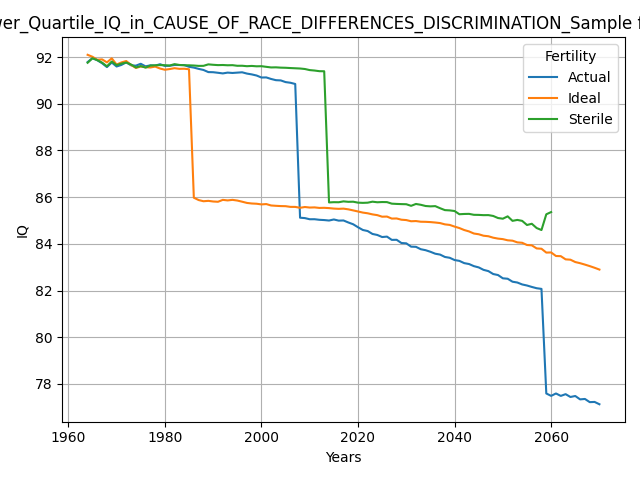 wer_Quartile_IQ_in_CAUSE_OF_RACE_DIFFERENCES_DISCRIMINATION_Sample f
Fertility
Actual
Ideal
Sterile
92
90
88
86
84
82
80
78
IQ
1960
1980
2000
2020
2040
2060
Years